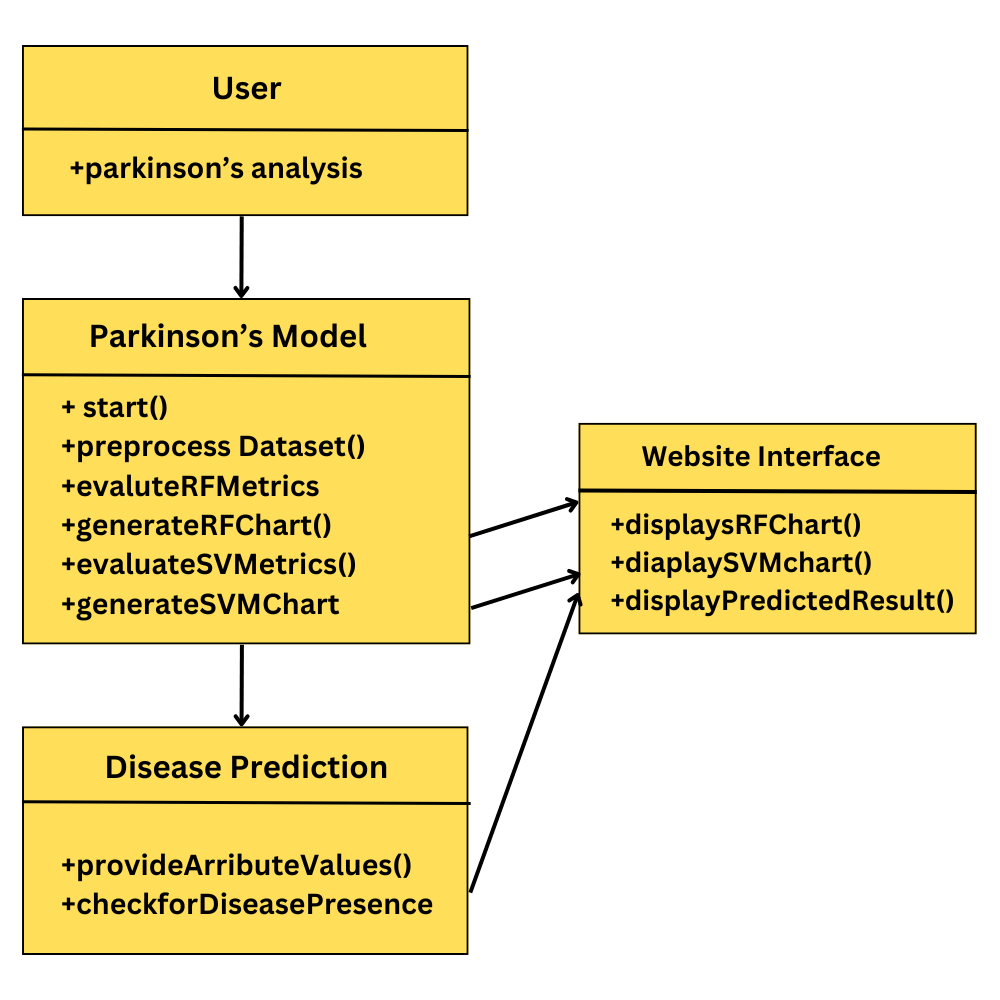 User
+parkinson’s analysis
Parkinson’s Model
+ start()
+preprocess Dataset()
+evaluteRFMetrics
+generateRFChart()
+evaluateSVMetrics()
+generateSVMChart
Website Interface
+displaysRFChart()
+diaplaySVMchart()
+displayPredictedResult()
Disease Prediction
+provideArributeValues()
+checkforDiseasePresence